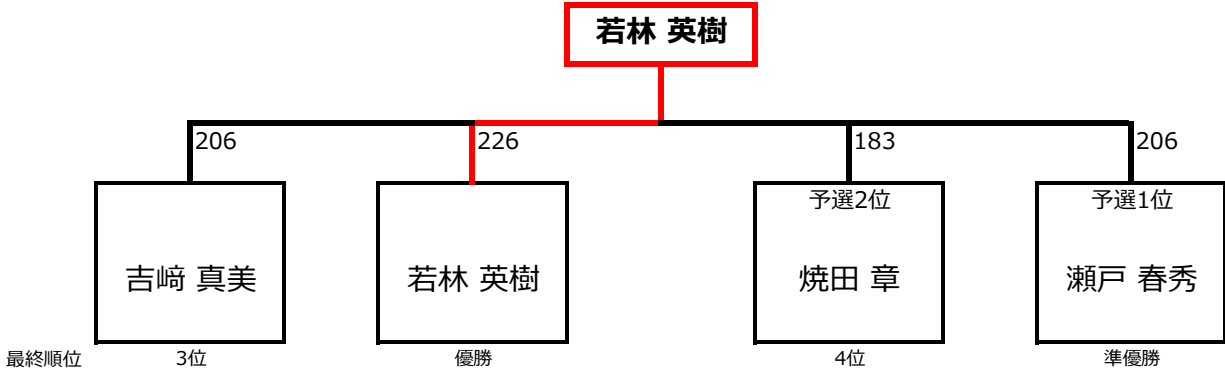 若林 英樹
206
226
183
206
予選2位
予選1位
吉﨑 真美
若林 英樹
焼田 章
瀬戸 春秀
最終順位
3位
優勝
4位
準優勝